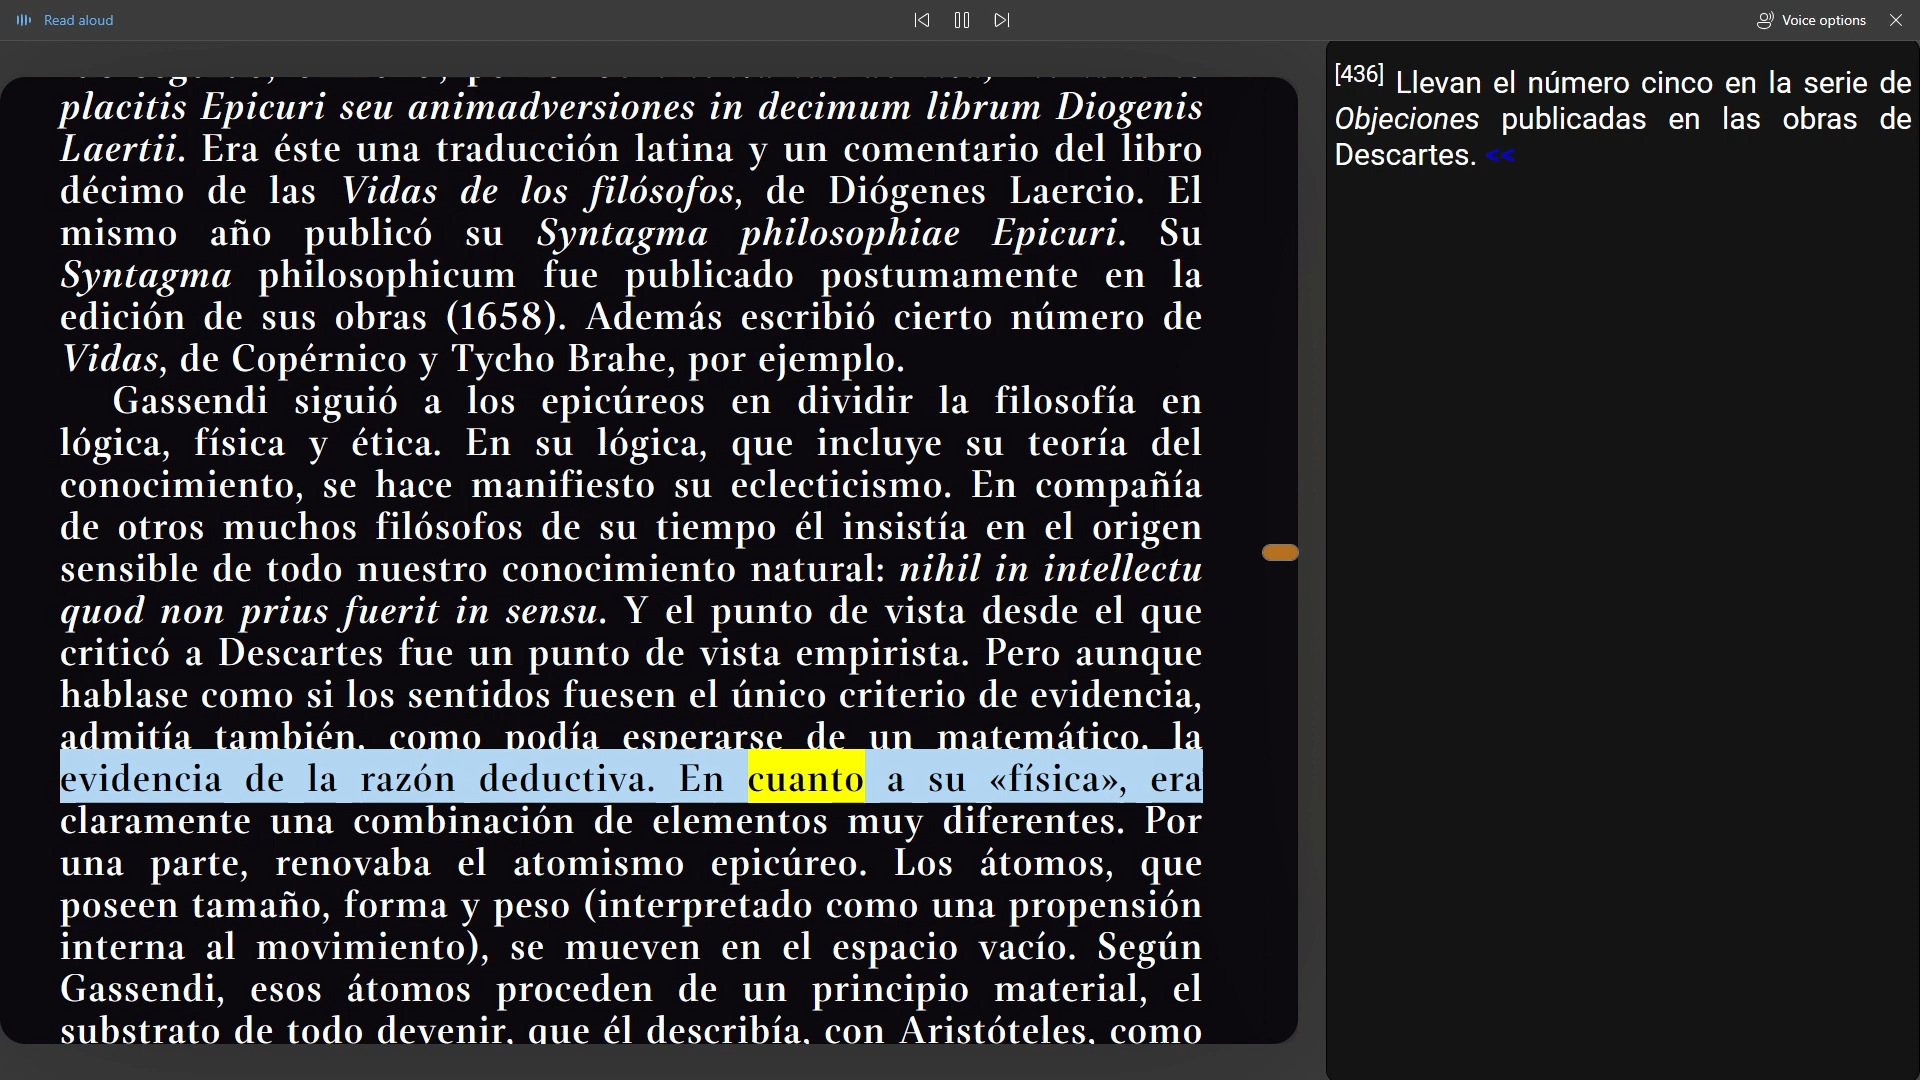 Read aloud
Voice options
placitis Epicuri seu animadversiones in decimum librum Diogenis
Laertii. Era éste una traducción latina y un comentario del libro
décimo de las Vidas de los filósofos, de Diógenes Laercio. El
mismo año publicó su Syntagma philosophiae Epicuri. Su
Syntagma philosophicum fue publicado postumamente en la
edición de sus obras (1658). Además escribió cierto número de
Vidas, de Copérnico y Tycho Brahe, por ejemplo.
Gassendi siguió a los epicúreos en dividir la filosofía en
lógica, física y ética. En su lógica, que incluye su teoría del
conocimiento, se hace manifiesto su eclecticismo. En compañía
de otros muchos filósofos de su tiempo él insistía en el origen
sensible de todo nuestro conocimiento natural: nihil in intellectu
quod non prius fuerit in sensu. Y el punto de vista desde el que
criticó a Descartes fue un punto de vista empirista. Pero aunque
hablase como si los sentidos fuesen el único criterio de evidencia,
admitía también, como podía esperarse de un matemático, la
evidencia de la razón deductiva. En cuanto a su «física», era
claramente una combinación de elementos muy diferentes. Por
una parte, renovaba el atomismo epicúreo. Los átomos, que
poseen tamaño, forma y peso (interpretado como una propensión
interna al movimiento), se mueven en el espacio vacío. Según
Gassendi, esos átomos proceden de un principio material, el
substrato de todo devenir, que él describía, con Aristóteles, como
[436] Llevan el número cinco en la serie de
Objeciones publicadas en las obras de
Descartes. <<